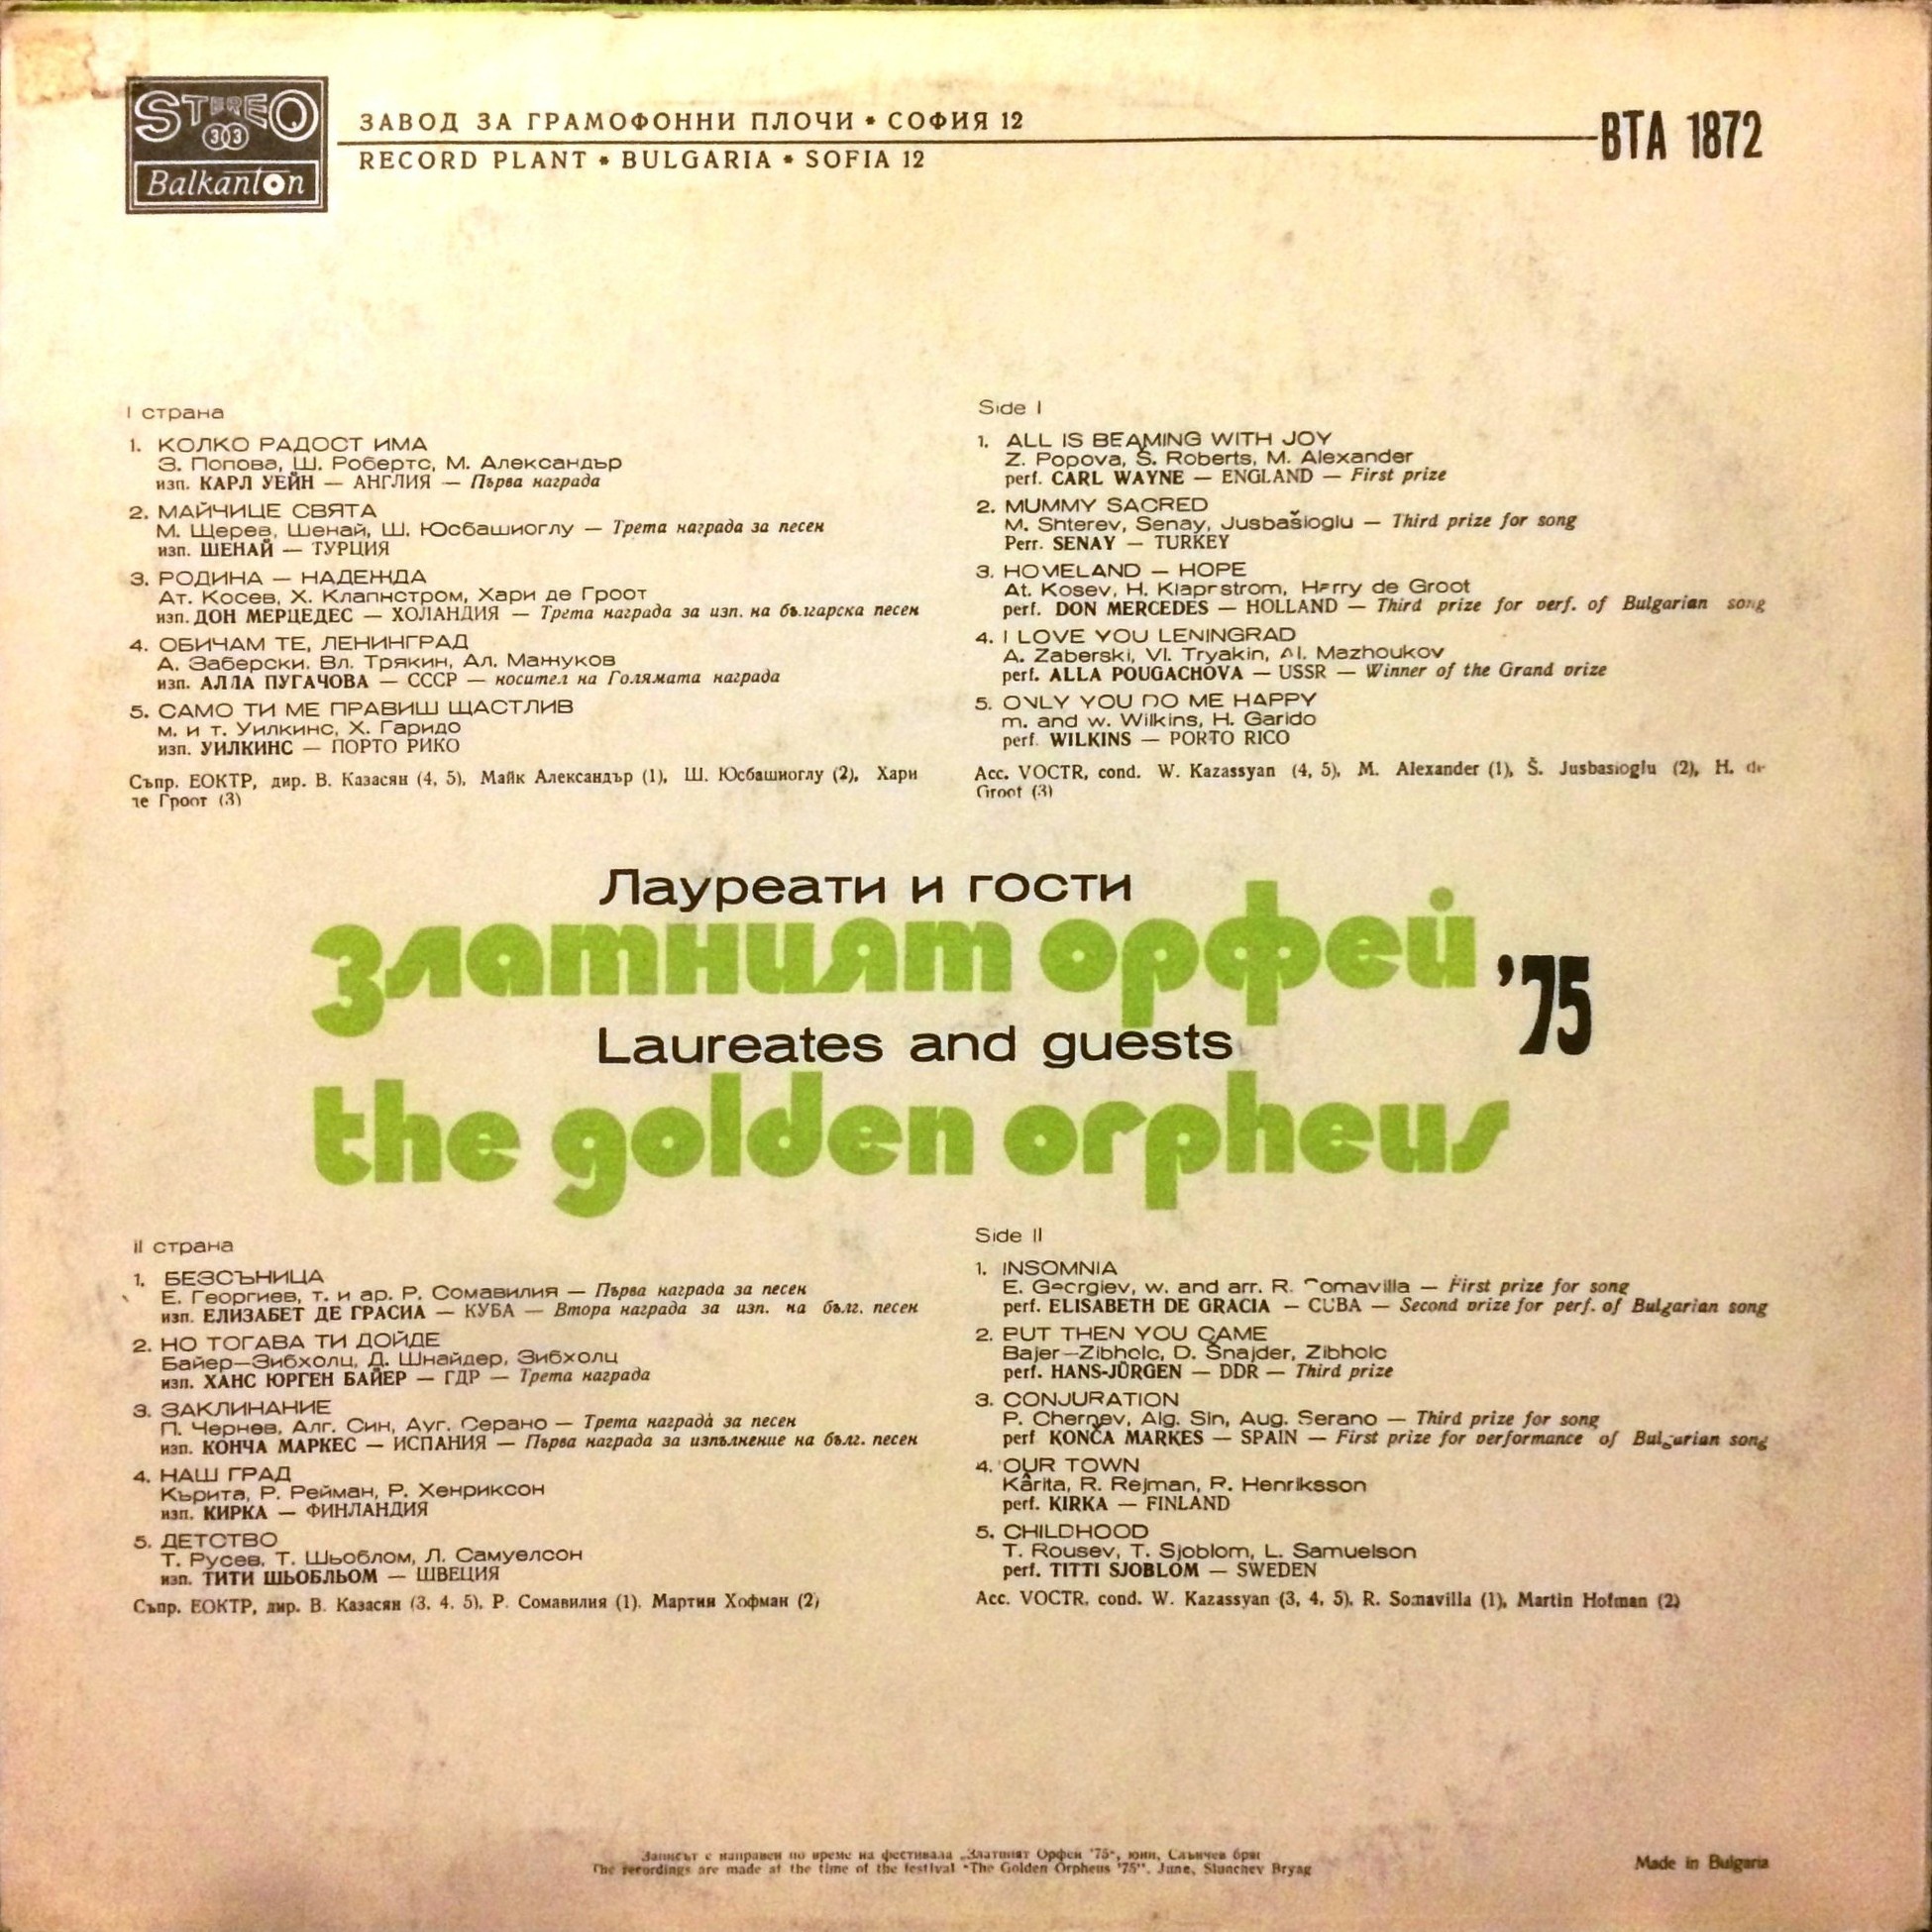 STEREO
33
Balkanton
ЗАВОД ЗА ГРАМОФОННИ ПЛОЧИ • СОФИЯ 12
RECORD PLANT • BULGARIA • SOFIA 12
ВТА 1872
I страна
1. КОЛКО РАДОСТ ИМА
З. Попова, Ш. Робертс, М. Александър
изп. КАРЛ УЕЙН — АНГЛИЯ — Първа награда
2. МАЙЧИЦЕ СВЯТА
М. Щерев, Шенай, Ш. Юсбашиоглу — Трета награда за песен
изп. ШЕНАЙ — ТУРЦИЯ
3. РОДИНА — НАДЕЖДА
Ат. Косев, Х. Клапнстром, Хари де Гроот
изп. ДОН МЕРЦЕДЕС — ХОЛАНДИЯ — Трета награда за изп. на българска песен
4. ОБИЧАМ ТЕ, ЛЕНИНГРАД
А. Заберски, Вл. Трякин, Ал. Мажуков
изп. АЛЛА ПУГАЧОВА — СССР — носител на Голямата награда
5. САМО ТИ МЕ ПРАВИШ ЩАСТЛИВ
м. и т. Уилкинс, Х. Гаридо
изп. УИЛКИНС — ПОРТО РИКО
Съпр. ЕОКТР, дир. В. Казасян (4, 5), Майк Александър (1), Ш. Юсбашиоглу (2), Хари
де Гроот (3)
Side I
1. ALL IS BEAMING WITH JOY
Z. Popova, Š. Roberts, M. Alexander
perf. CARL WAYNE — ENGLAND — First prize
2. MUMMY SACRED
M. Shterev, Senay, Jusbašioglu — Third prize for song
Perr. SENAY — TURKEY
3. HOMELAND — HOPE
At. Kosev, H. Klaprstrom, Harry de Groot
perf. DON MERCEDES — HOLLAND — Third prize for perf. of Bulgarian song
4. I LOVE YOU LENINGRAD
A. Zaberski, Vl. Tryakin, Al. Mazhoukov
perf. ALLA POUGACHOVA — USSR — Winner of the Grand prize
5. ONLY YOU DO ME HAPPY
m. and w. Wilkins, H. Garido
perf. WILKINS — PORTO RICO
Acc. VOCTR, cond. W. Kazassyan (4, 5), M. Alexander (1), Š. Jusbasioglu (2), H. de
Groot (3)
Лауреати и гости
златният орфей '75
Laureates and guests
the golden orpheus
II страна
1. БЕЗСЪНИЦА
Е. Георгиев, т. и ар. Р. Сомавилия — Първа награда за песен
изп. ЕЛИЗАБЕТ ДЕ ГРАСИА — КУБА — Втора награда за изп. на бълг. песен
2. НО ТОГАВА ТИ ДОЙДЕ
Байер—Зибхолц, Д. Шнайдер, Зибхолц
изп. ХАНС ЮРГЕН БАЙЕР — ГДР — Трета награда
3. ЗАКЛИНАНИЕ
П. Чернев, Алг. Син, Ауг. Серано — Трета награда за песен
изп. КОНЧА МАРКЕС — ИСПАНИЯ — Първа награда за изпълнение на бълг. песен
4. НАШ ГРАД
Кърита, Р. Рейман, Р. Хенриксон
изп. КИРКА — ФИНЛАНДИЯ
5. ДЕТСТВО
Т. Русев, Т. Шьоблом, Л. Самуелсон
изп. ТИТИ ШЬОБЛЬОМ — ШВЕЦИЯ
Съпр. ЕОКТР, дир. В. Казасян (3, 4, 5), Р. Сомавилия (1), Мартин Хофман (2)
Side II
1. INSOMNIA
E. Georgiev, w. and arr. R. Somavilla — First prize for song
perf. ELISABETH DE GRACIA — CUBA — Second prize for perf. of Bulgarian song
2. BUT THEN YOU CAME
Bajer—Zibholc, D. Šnajder, Zibholc
perf. HANS-JÜRGEN — DDR — Third prize
3. CONJURATION
P. Chernev, Alg. Sin, Aug. Serano — Third prize for song
perf. KONČA MARKES — SPAIN — First prize for performance of Bulgarian song
4. OUR TOWN
Kârita, R. Rejman, R. Henriksson
perf. KIRKA — FINLAND
5. CHILDHOOD
T. Rousev, T. Sjoblom, L. Samuelson
perf. TITTI SJOBLOM — SWEDEN
Acc. VOCTR, cond. W. Kazassyan (3, 4, 5), R. Somavilla (1), Martin Hofman (2)
Записът е направен по време на фестивала „Златният Орфей '75", юни, Слънчев бряг
The recordings are made at the time of the festival "The Golden Orpheus '75". June, Slunchev Bryag
Made in Bulgaria